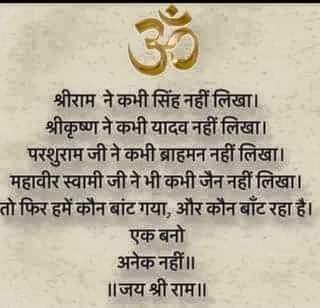 ॐ
श्रीराम ने कभी सिंह नहीं लिखा।
श्रीकृष्ण ने कभी यादव नहीं लिखा।
परशुराम जी ने कभी ब्राहमन नहीं लिखा।
महावीर स्वामी जी ने भी कभी जैन नहीं लिखा।
तो फिर हमें कौन बांट गया, और कौन बाँट रहा है।
एक बनो
अनेक नहीं॥
॥जय श्री राम॥